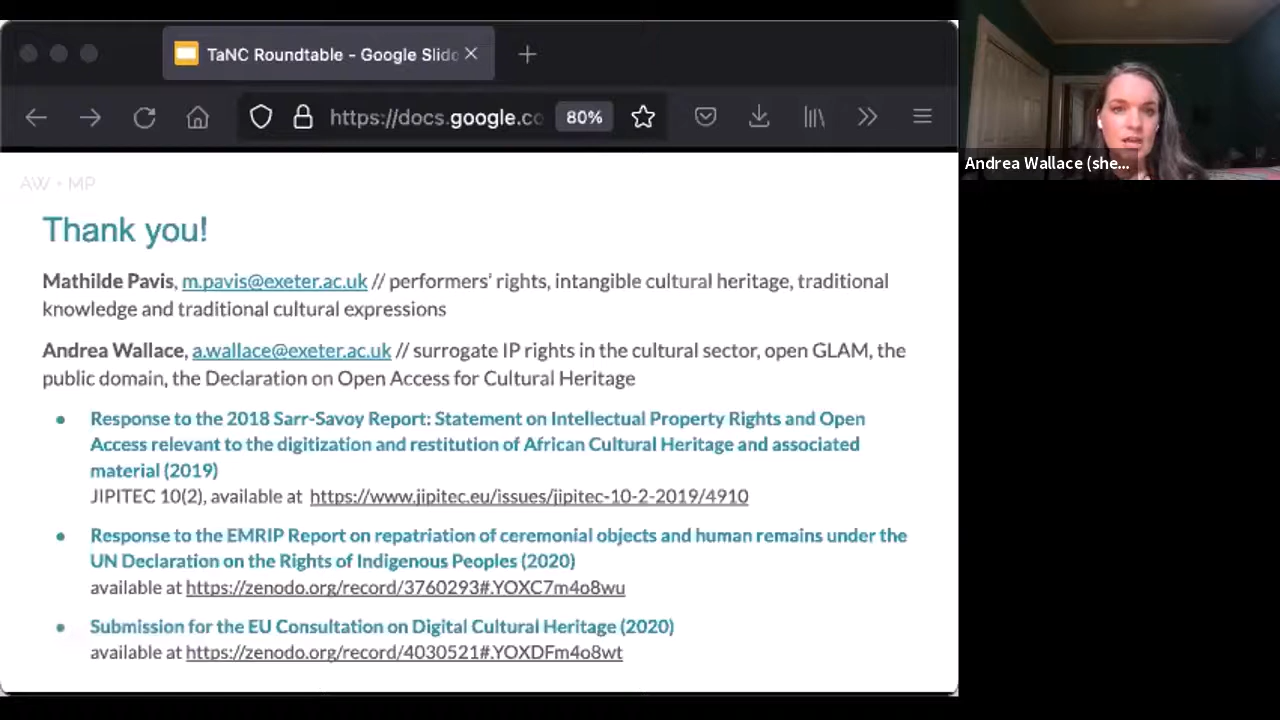 TaNC Roundtable - Google Slide
https://docs.google.co
80%
Andrea Wallace (she...
AW • MP
Thank you!
Mathilde Pavis, m.pavis@exeter.ac.uk // performers' rights, intangible cultural heritage, traditional
knowledge and traditional cultural expressions
Andrea Wallace, a.wallace@exeter.ac.uk // surrogate IP rights in the cultural sector, open GLAM, the
public domain, the Declaration on Open Access for Cultural Heritage
• Response to the 2018 Sarr-Savoy Report: Statement on Intellectual Property Rights and Open
Access relevant to the digitization and restitution of African Cultural Heritage and associated
material (2019)
JIPITEC 10(2), available at https://www.jipitec.eu/issues/jipitec-10-2-2019/4910
• Response to the EMRIP Report on repatriation of ceremonial objects and human remains under the
UN Declaration on the Rights of Indigenous Peoples (2020)
available at https://zenodo.org/record/3760293#.YOXC7m4o8wu
• Submission for the EU Consultation on Digital Cultural Heritage (2020)
available at https://zenodo.org/record/4030521#.YOXDFm4o8wt